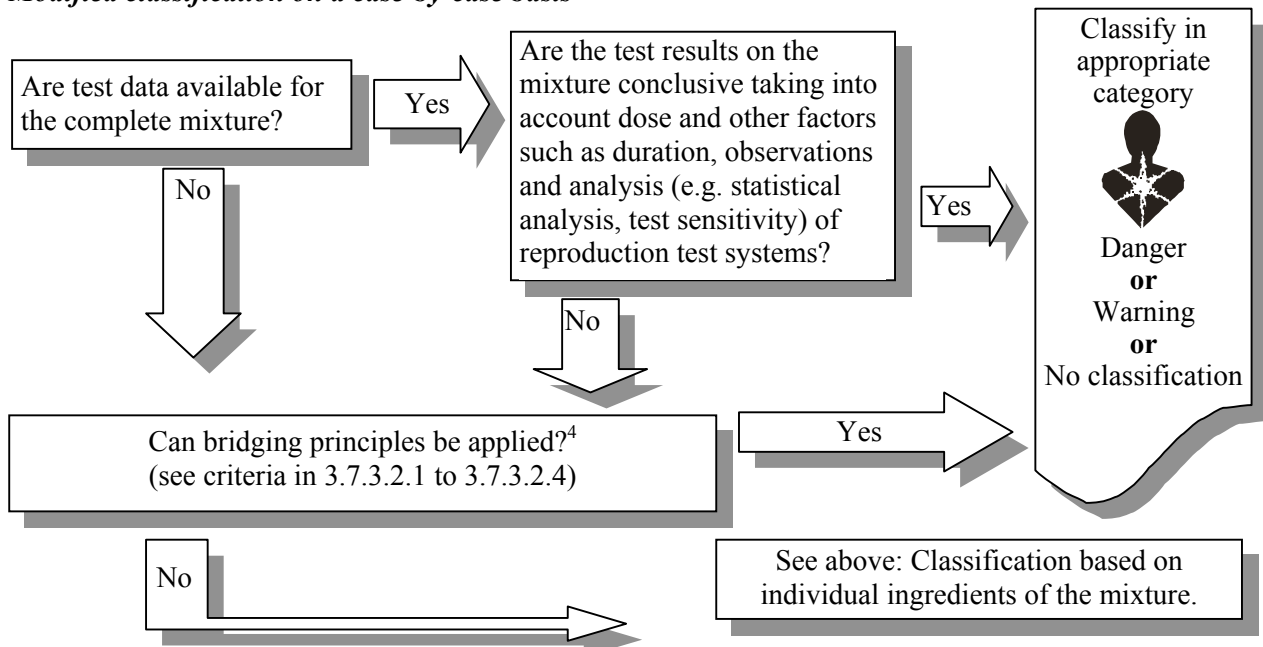 Modified classification on a case-by-case basis
Are test data available for
the complete mixture?
Yes
Are the test results on the
mixture conclusive taking into
account dose and other factors
such as duration, observations
and analysis (e.g. statistical
analysis, test sensitivity) of
reproduction test systems?
Yes
Classify in
appropriate
category
Danger
or
Warning
or
No classification
No
No
Can bridging principles be applied?4
(see criteria in 3.7.3.2.1 to 3.7.3.2.4)
Yes
No
See above: Classification based on
individual ingredients of the mixture.